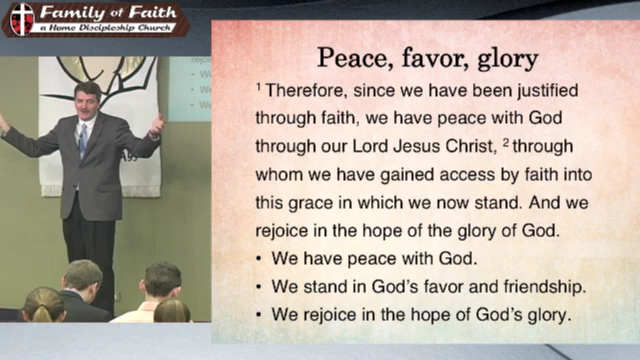 Family of Faith
a Home Discipleship Church
Peace, favor, glory
¹ Therefore, since we have been justified
through faith, we have peace with God
through our Lord Jesus Christ, ² through
whom we have gained access by faith into
this grace in which we now stand. And we
rejoice in the hope of the glory of God.
• We have peace with God.
• We stand in God's favor and friendship.
• We rejoice in the hope of God's glory.
rejoice
• We
• We
• We